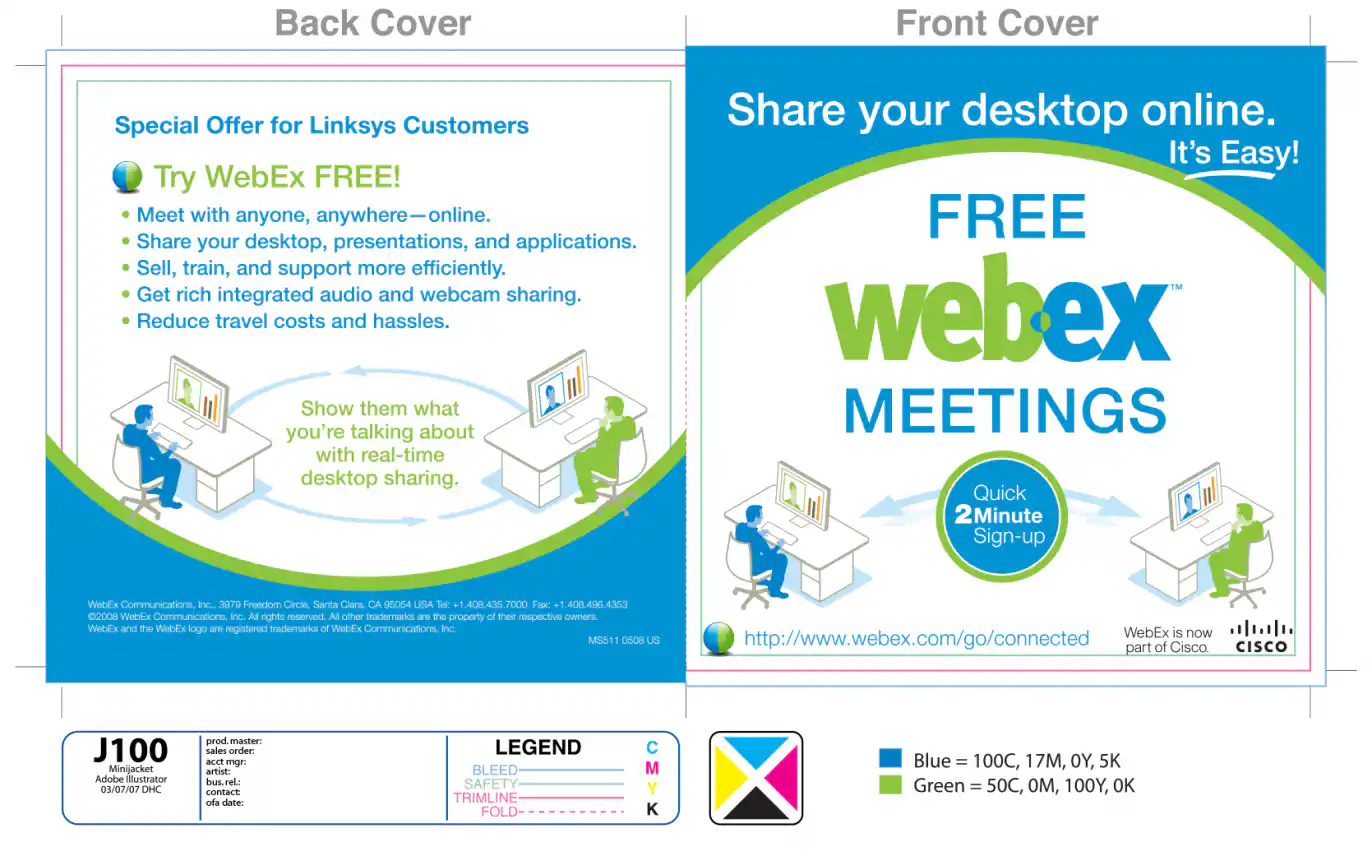 Back Cover
Front Cover
Special Offer for Linksys Customers
Try WebEx FREE!
• Meet with anyone, anywhere—online.
• Share your desktop, presentations, and applications.
• Sell, train, and support more efficiently.
• Get rich integrated audio and webcam sharing.
• Reduce travel costs and hassles.
Show them what
you're talking about
with real-time
desktop sharing.
WebEx Communications, Inc., 3979 Freedom Circle, Santa Clara, CA 95054 USA Tel: +1.408.435.7000 Fax: +1.408.496.4353
©2008 WebEx Communications, Inc. All rights reserved. All other trademarks are the property of their respective owners.
WebEx and the WebEx logo are registered trademarks of WebEx Communications, Inc.
MS511 0508 US
Share your desktop online.
It's Easy!
FREE
webex™
MEETINGS
Quick
2Minute
Sign-up
http://www.webex.com/go/connected
WebEx is now
part of Cisco.
CISCO
J100
Minijacket
Adobe Illustrator
03/07/07 DHC
prod. master:
sales order:
acct mgr:
artist:
bus. rel.:
contact:
ofa date:
LEGEND
BLEED
SAFETY
TRIMLINE
FOLD
C
M
Y
K
Blue = 100C, 17M, 0Y, 5K
Green = 50C, 0M, 100Y, 0K